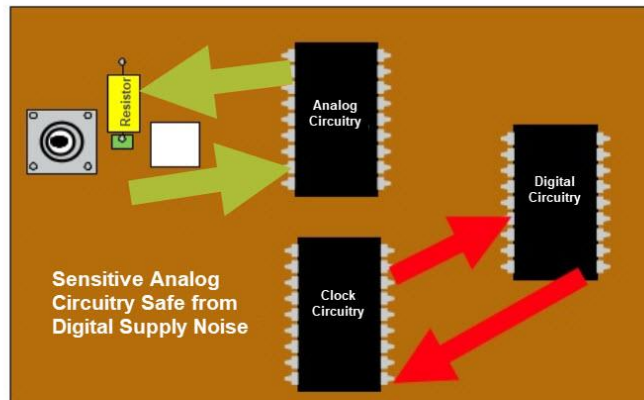 Resistor
Analog
Circuitry
Digital
Circuitry
Sensitive Analog
Circuitry Safe from
Digital Supply Noise
Clock
Circuitry